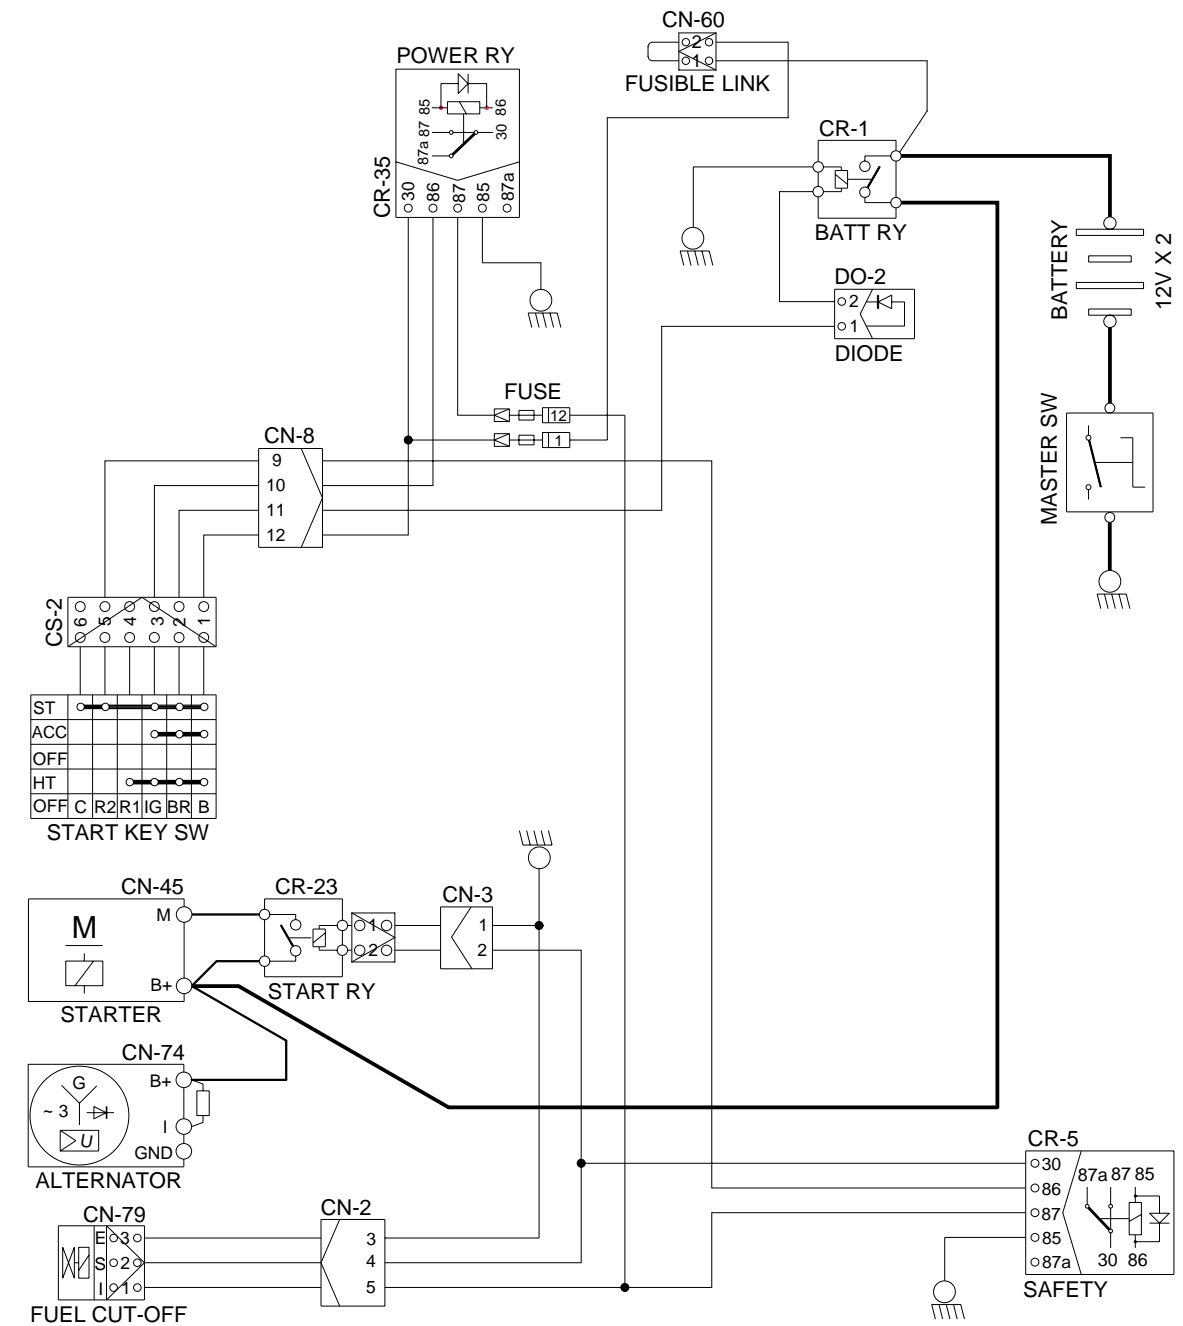 CN-60
2
1
FUSIBLE LINK
POWER RY
85
86
87
30
87a
CR-35
30
86
87
85
87a
CR-1
BATT RY
BATTERY
12V X 2
DO-2
2
1
DIODE
FUSE
12
1
MASTER SW
CN-8
9
10
11
12
CS-2
6
5
4
3
2
1
ST
ACC
OFF
HT
OFF C R2 R1 IG BR B
START KEY SW
CN-45
M
M
B+
STARTER
CR-23
START RY
1
2
CN-3
1
2
CN-74
B+
G
~ 3
U
I
GND
ALTERNATOR
CR-5
30
86
87
85
87a
87a 87 85
30 86
SAFETY
CN-79
E 3
S 2
I 1
FUEL CUT-OFF
CN-2
3
4
5